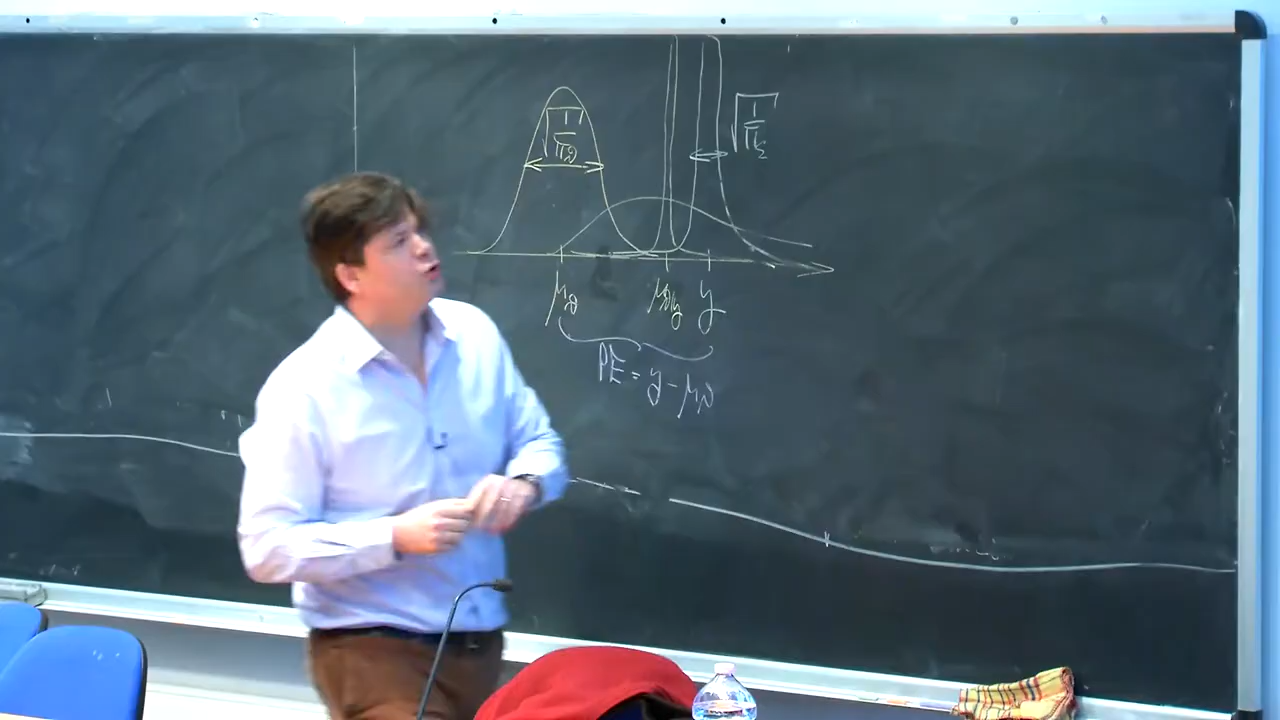 √1/π_ϑ
√1/π_ε
μ_ϑ μ_ϑ|y y
PE = y - μ_ϑ